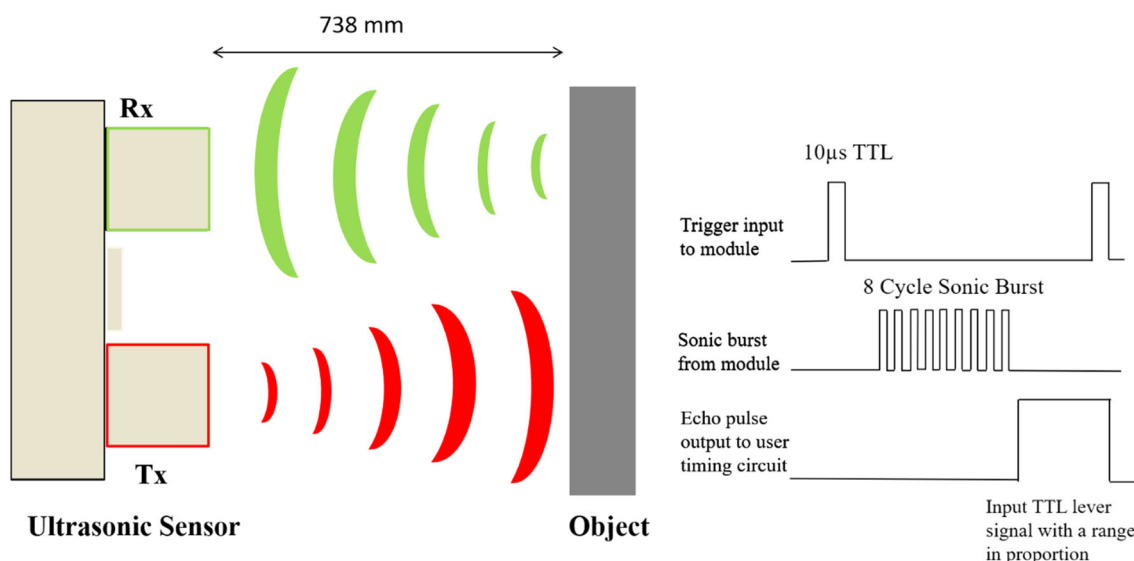 738 mm
Rx
Tx
Ultrasonic Sensor
Object
10µs TTL
Trigger input
to module
8 Cycle Sonic Burst
Sonic burst
from module
Echo pulse
output to user
timing circuit
Input TTL lever
signal with a range
in proportion